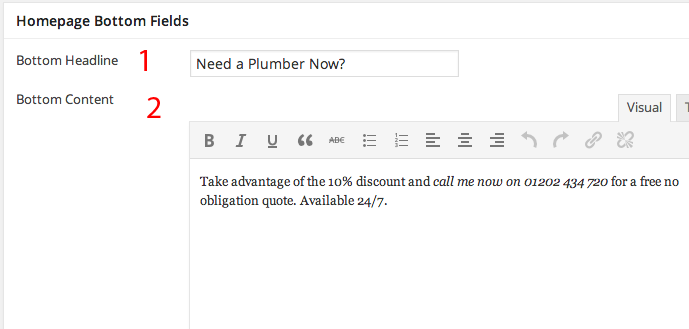 Homepage Bottom Fields
Bottom Headline 1 Need a Plumber Now?
Bottom Content 2
Visual T
B I U “ ABC
Take advantage of the 10% discount and call me now on 01202 434 720 for a free no
obligation quote. Available 24/7.